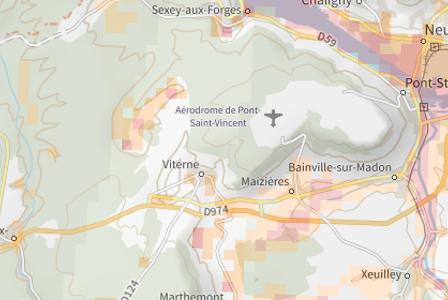 Sexey-aux-Forges
Chaligny
Neu
D59
Pont-St
Aérodrome de Pont-
Saint-Vincent
Viterne
Bainville-sur-Madon
Maizières
D974
x-
Xeuilley
D124
Marthemont